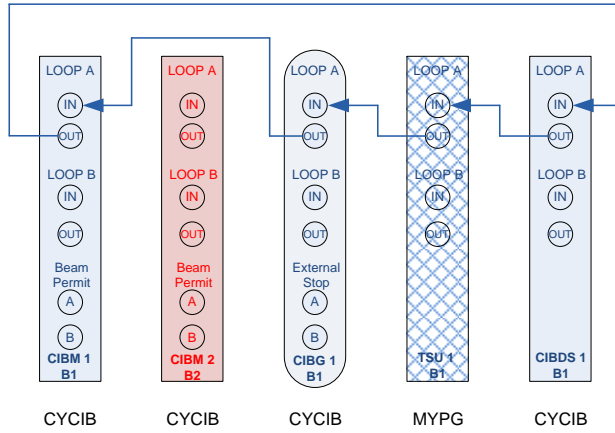 LOOP A
IN
OUT
LOOP B
IN
OUT
Beam
Permit
A
B
CIBM 1
B1
CYCIB
LOOP A
IN
OUT
LOOP B
IN
OUT
Beam
Permit
A
B
CIBM 2
B2
CYCIB
LOOP A
IN
OUT
LOOP B
IN
OUT
External
Stop
A
B
CIBG 1
B1
CYCIB
LOOP A
IN
OUT
LOOP B
IN
OUT
TSU 1
B1
MYPG
LOOP A
IN
OUT
LOOP B
IN
OUT
CIBDS 1
B1
CYCIB